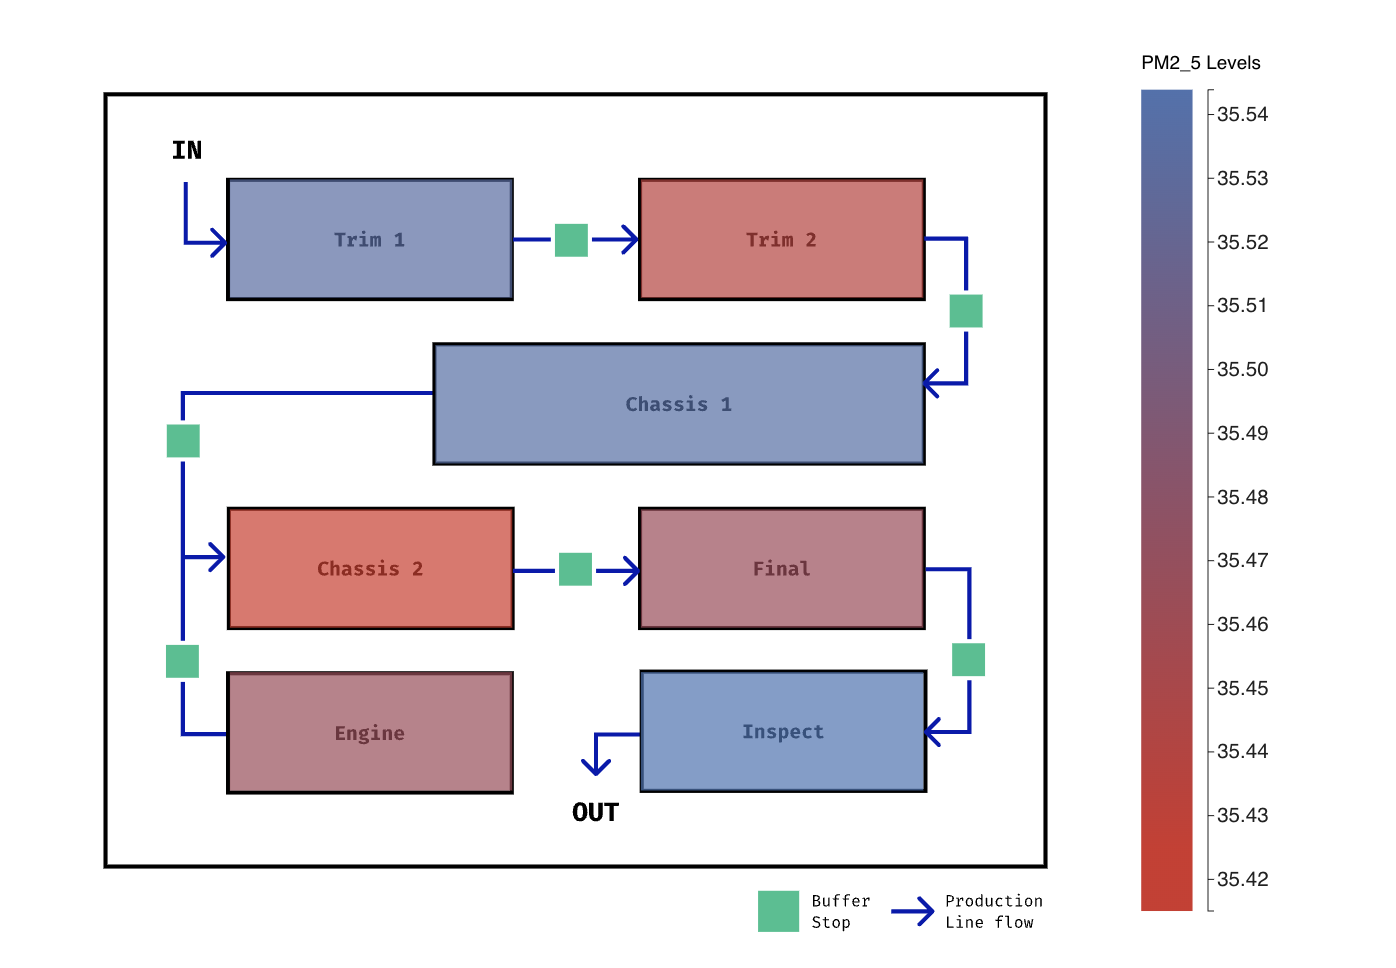 PM2_5 Levels
IN
Trim 1
Trim 2
Chassis 1
Chassis 2
Final
Engine
Inspect
OUT
35.54
35.53
35.52
35.51
35.50
35.49
35.48
35.47
35.46
35.45
35.44
35.43
35.42
Buffer
Stop
Production
Line flow